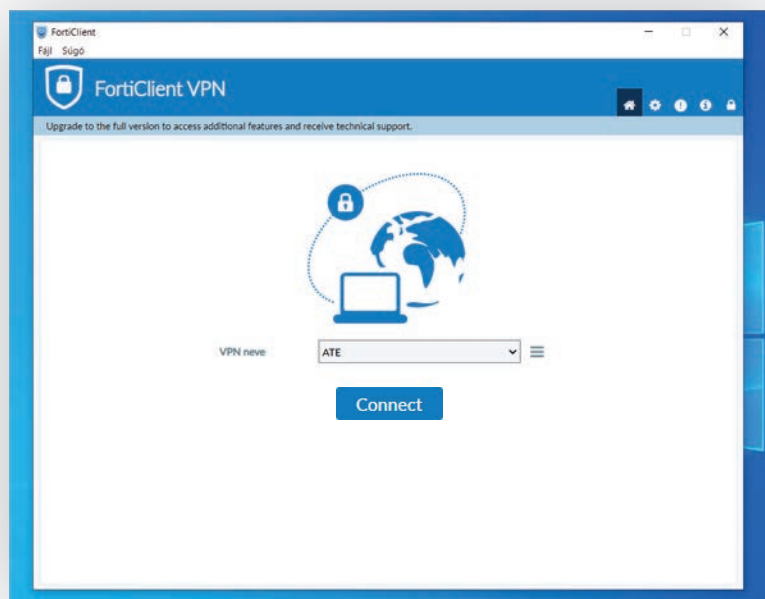 FortiClient
Fájl Súgó
FortiClient VPN
Upgrade to the full version to access additional features and receive technical support.
VPN neve ATE
Connect